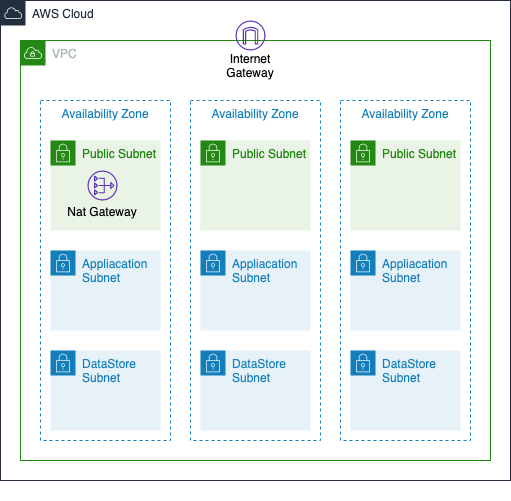 AWS Cloud
Internet
Gateway
VPC
Availability Zone
Availability Zone
Availability Zone
Public Subnet
Public Subnet
Public Subnet
Nat Gateway
Appliacation
Subnet
Appliacation
Subnet
Appliacation
Subnet
DataStore
Subnet
DataStore
Subnet
DataStore
Subnet